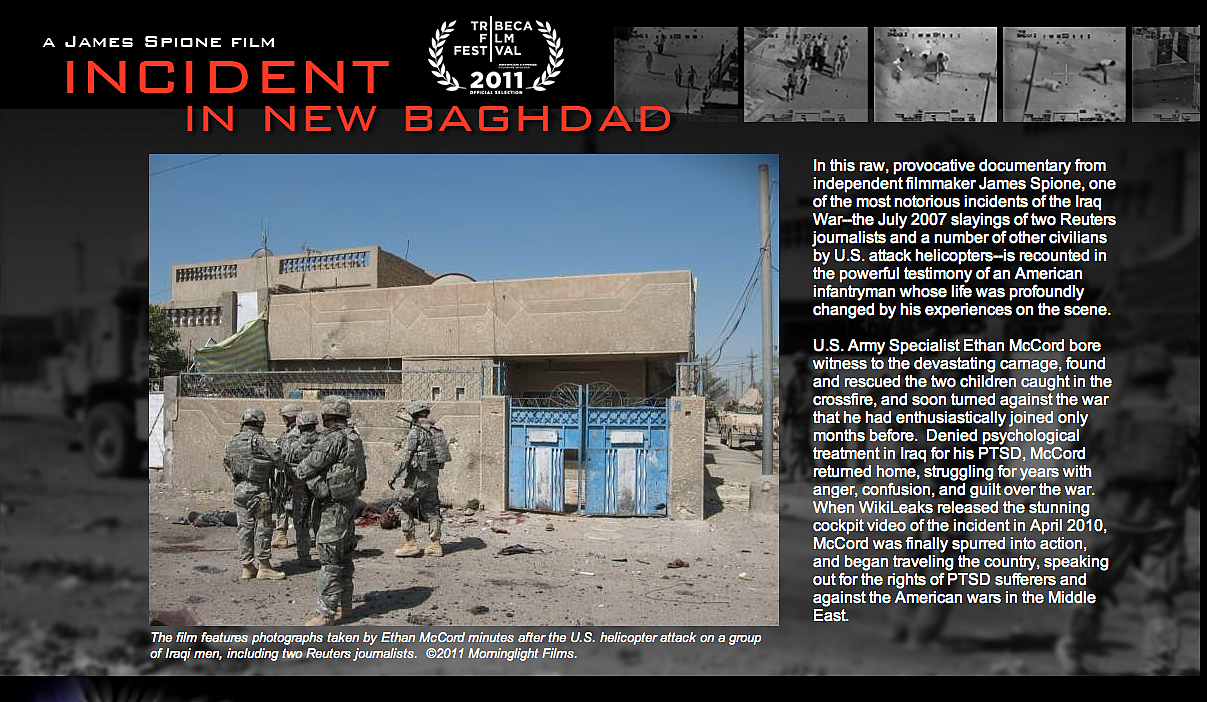 A JAMES SPIONE FILM
INCIDENT
IN NEW BAGHDAD
TRIBECA
FILM
FESTIVAL
2011
OFFICIAL SELECTION
In this raw, provocative documentary from
independent filmmaker James Spione, one
of the most notorious incidents of the Iraq
War--the July 2007 slayings of two Reuters
journalists and a number of other civilians
by U.S. attack helicopters--is recounted in
the powerful testimony of an American
infantryman whose life was profoundly
changed by his experiences on the scene.
U.S. Army Specialist Ethan McCord bore
witness to the devastating carnage, found
and rescued the two children caught in the
crossfire, and soon turned against the war
that he had enthusiastically joined only
months before.  Denied psychological
treatment in Iraq for his PTSD, McCord
returned home, struggling for years with
anger, confusion, and guilt over the war.
When WikiLeaks released the stunning
cockpit video of the incident in April 2010,
McCord was finally spurred into action,
and began traveling the country, speaking
out for the rights of PTSD sufferers and
against the American wars in the Middle
East.
The film features photographs taken by Ethan McCord minutes after the U.S. helicopter attack on a group
of Iraqi men, including two Reuters journalists.  ©2011 Morninglight Films.